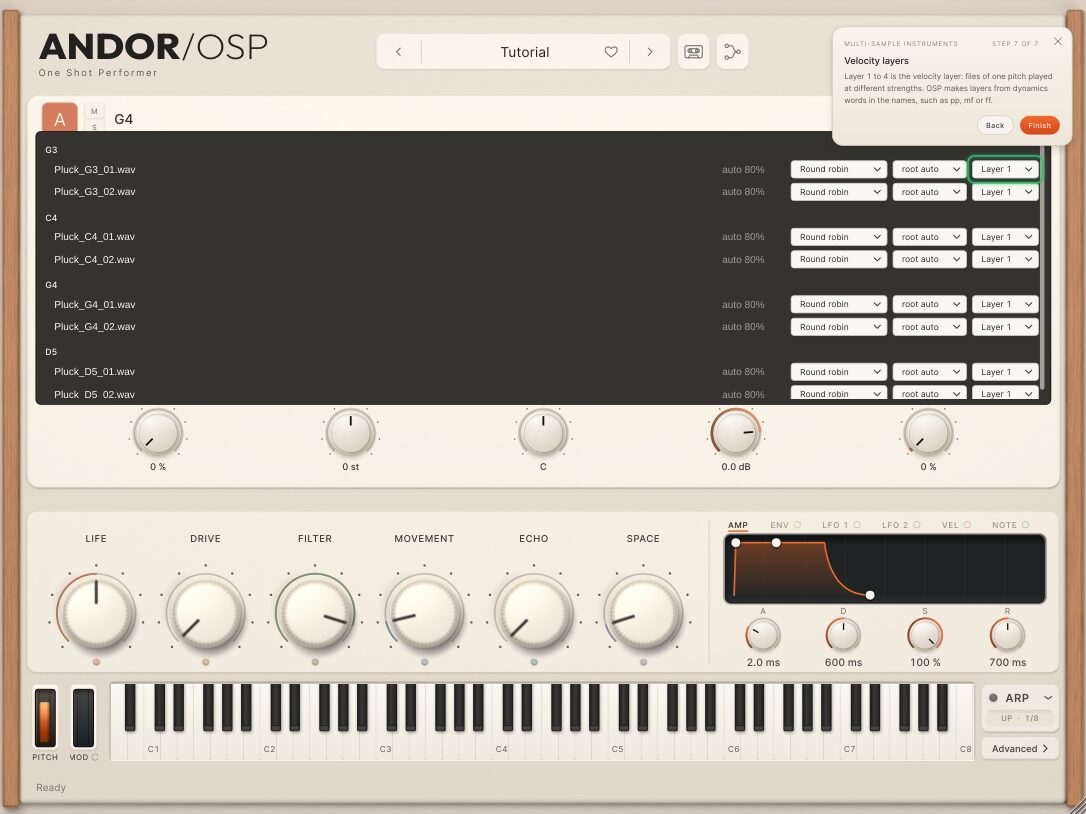 ANDOR/OSP
One Shot Performer
Tutorial
MULTI-SAMPLE INSTRUMENTS STEP 7 OF 7
Velocity layers
Layer 1 to 4 is the velocity layer: files of one pitch played
at different strengths. OSP makes layers from dynamics
words in the names, such as pp, mf or ff.
Back Finish
A M S G4
G3
Pluck_G3_01.wav auto 80% Round robin root auto Layer 1
Pluck_G3_02.wav auto 80% Round robin root auto Layer 1
C4
Pluck_C4_01.wav auto 80% Round robin root auto Layer 1
Pluck_C4_02.wav auto 80% Round robin root auto Layer 1
G4
Pluck_G4_01.wav auto 80% Round robin root auto Layer 1
Pluck_G4_02.wav auto 80% Round robin root auto Layer 1
D5
Pluck_D5_01.wav auto 80% Round robin root auto Layer 1
Pluck_D5_02.wav auto 80% Round robin root auto Layer 1
0 % 0 st C 0.0 dB 0 %
LIFE DRIVE FILTER MOVEMENT ECHO SPACE
AMP ENV LFO 1 LFO 2 VEL NOTE
A D S R
2.0 ms 600 ms 100 % 700 ms
PITCH MOD
C1 C2 C3 C4 C5 C6 C7 C8
ARP
UP · 1/8
Advanced
Ready